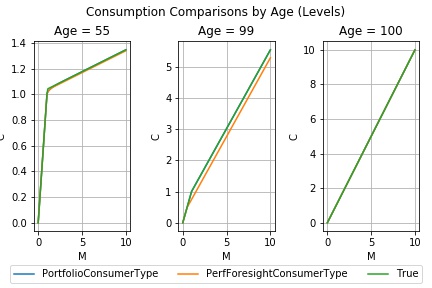 Consumption Comparisons by Age (Levels)
Age = 55
Age = 99
Age = 100
1.4
1.2
1.0
0.8
0.6
0.4
0.2
0.0
C
0
5
10
M
5
4
3
2
1
0
C
0
5
10
M
10
8
6
4
2
0
C
0
5
10
M
PortfolioConsumerType
PerfForesightConsumerType
True